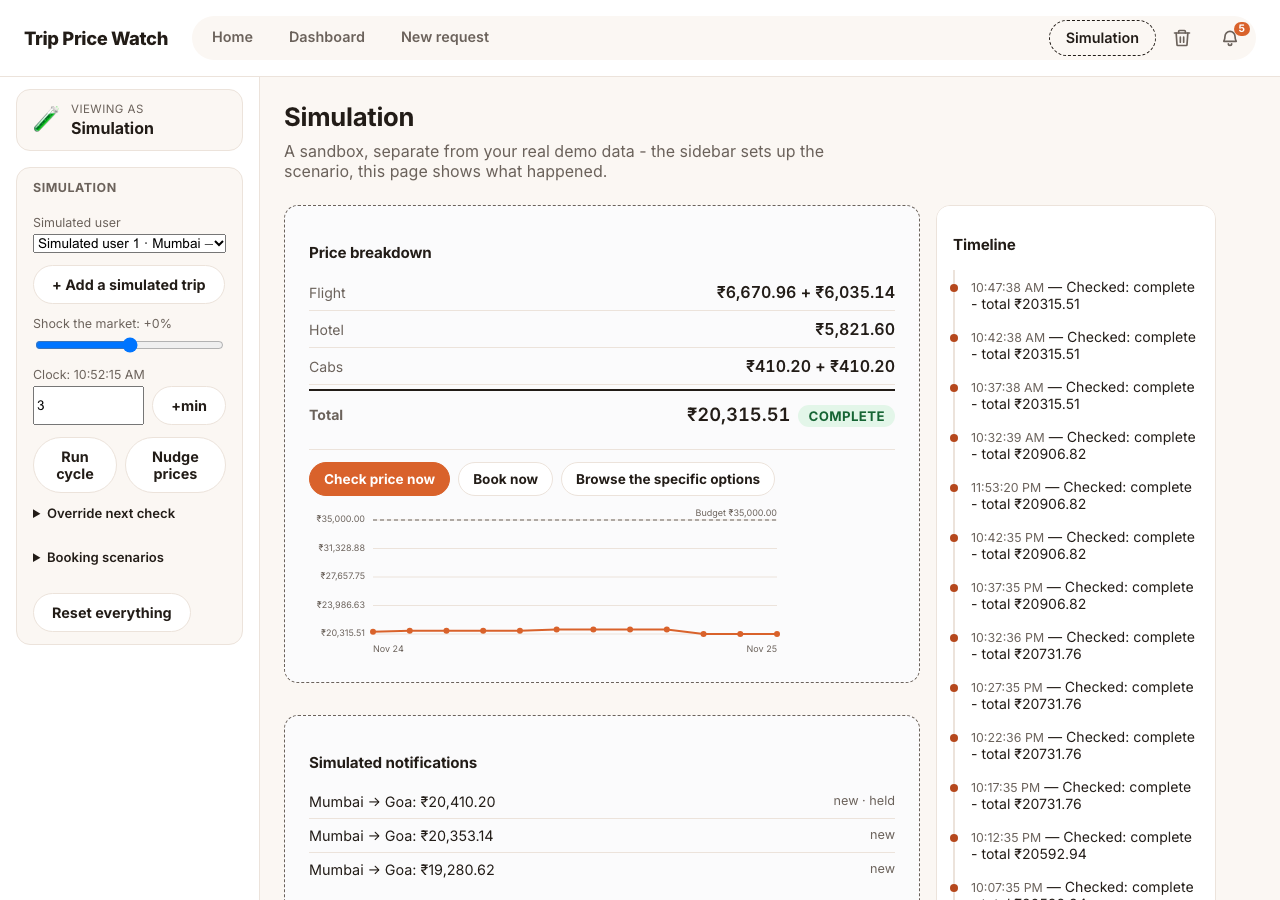 Trip Price Watch
Home
Dashboard
New request
Simulation
5
VIEWING AS
Simulation
SIMULATION
Simulated user
Simulated user 1 · Mumbai
+ Add a simulated trip
Shock the market: +0%
Clock: 10:52:15 AM
3
+min
Run
cycle
Nudge
prices
Override next check
Booking scenarios
Reset everything
Simulation
A sandbox, separate from your real demo data - the sidebar sets up the
scenario, this page shows what happened.
Price breakdown
Flight ₹6,670.96 + ₹6,035.14
Hotel ₹5,821.60
Cabs ₹410.20 + ₹410.20
Total ₹20,315.51 COMPLETE
Check price now
Book now
Browse the specific options
Budget ₹35,000.00
₹35,000.00
₹31,328.88
₹27,657.75
₹23,986.63
₹20,315.51
Nov 24
Nov 25
Simulated notifications
Mumbai → Goa: ₹20,410.20 new · held
Mumbai → Goa: ₹20,353.14 new
Mumbai → Goa: ₹19,280.62 new
Timeline
10:47:38 AM — Checked: complete
- total ₹20315.51
10:42:38 AM — Checked: complete
- total ₹20315.51
10:37:38 AM — Checked: complete
- total ₹20315.51
10:32:39 AM — Checked: complete
- total ₹20906.82
11:53:20 PM — Checked: complete
- total ₹20906.82
10:42:35 PM — Checked: complete
- total ₹20906.82
10:37:35 PM — Checked: complete
- total ₹20906.82
10:32:36 PM — Checked: complete
- total ₹20731.76
10:27:35 PM — Checked: complete
- total ₹20731.76
10:22:36 PM — Checked: complete
- total ₹20731.76
10:17:35 PM — Checked: complete
- total ₹20731.76
10:12:35 PM — Checked: complete
- total ₹20592.94
10:07:35 PM — Checked: complete